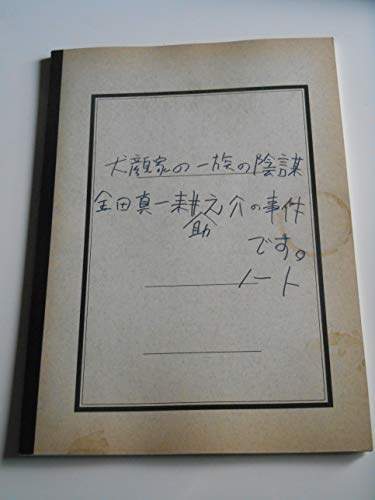 犬顔家の一族の陰謀
金田真一耕之介の事件
助
です。
ノート